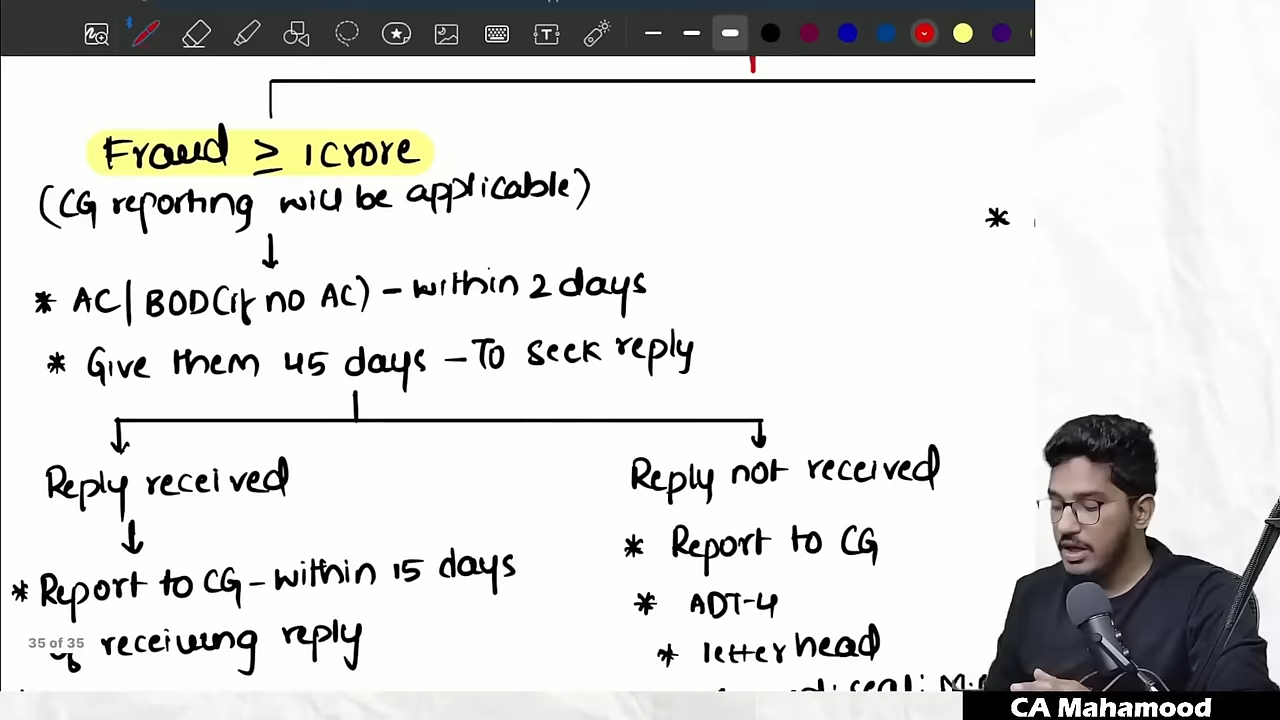 Fraud ≥ 1 crore
(CG reporting will be applicable)
* AC/BOD(if no AC) - within 2 days
* Give them 45 days - To seek reply
Reply received
* Report to CG - within 15 days
receiving reply
35 of 35
Reply not received
* Report to CG
* ADT-4
* letter head
*
CA Mahamood